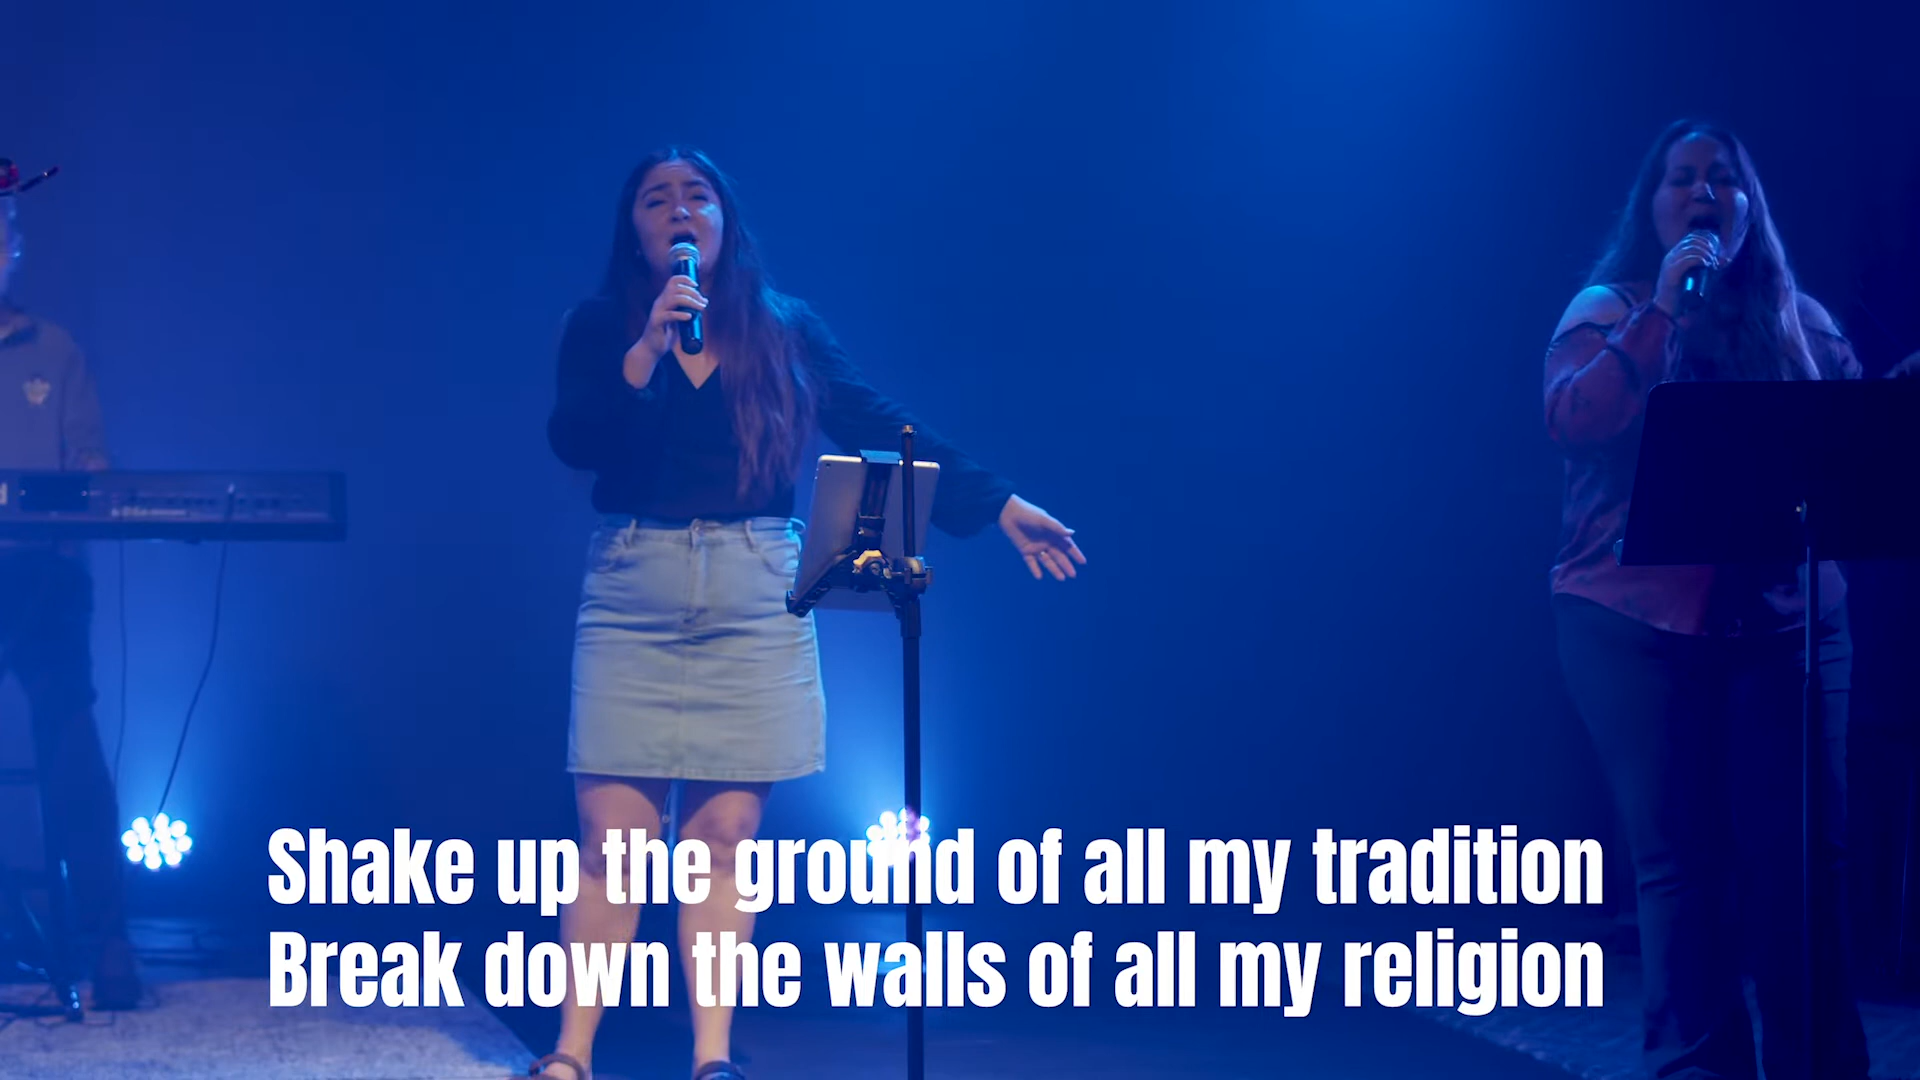 Shake up the ground of all my tradition
Break down the walls of all my religion